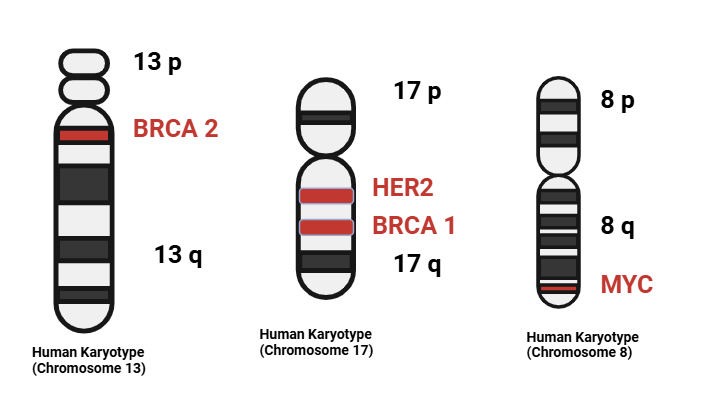 13 p
BRCA 2
13 q
Human Karyotype
(Chromosome 13)
17 p
HER2
BRCA 1
17 q
Human Karyotype
(Chromosome 17)
8 p
8 q
MYC
Human Karyotype
(Chromosome 8)